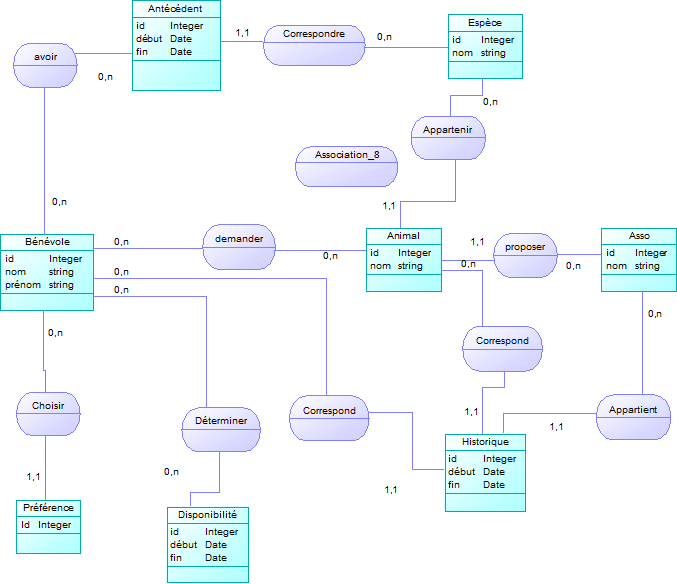 Antécédent
id Integer
début Date
fin Date
1,1
Correspondre
0,n
Espèce
id Integer
nom string
avoir
0,n
0,n
Appartenir
Association_8
0,n
1,1
Bénévole
id Integer
nom string
prénom string
0,n
demander
0,n
Animal
id Integer
nom string
1,1
proposer
0,n
Asso
id Integer
nom string
0,n
0,n
0,n
0,n
0,n
Correspond
Choisir
Déterminer
Correspond
1,1
Appartient
1,1
Historique
id Integer
début Date
fin Date
1,1
0,n
1,1
Préférence
Id Integer
Disponibilité
id Integer
début Date
fin Date